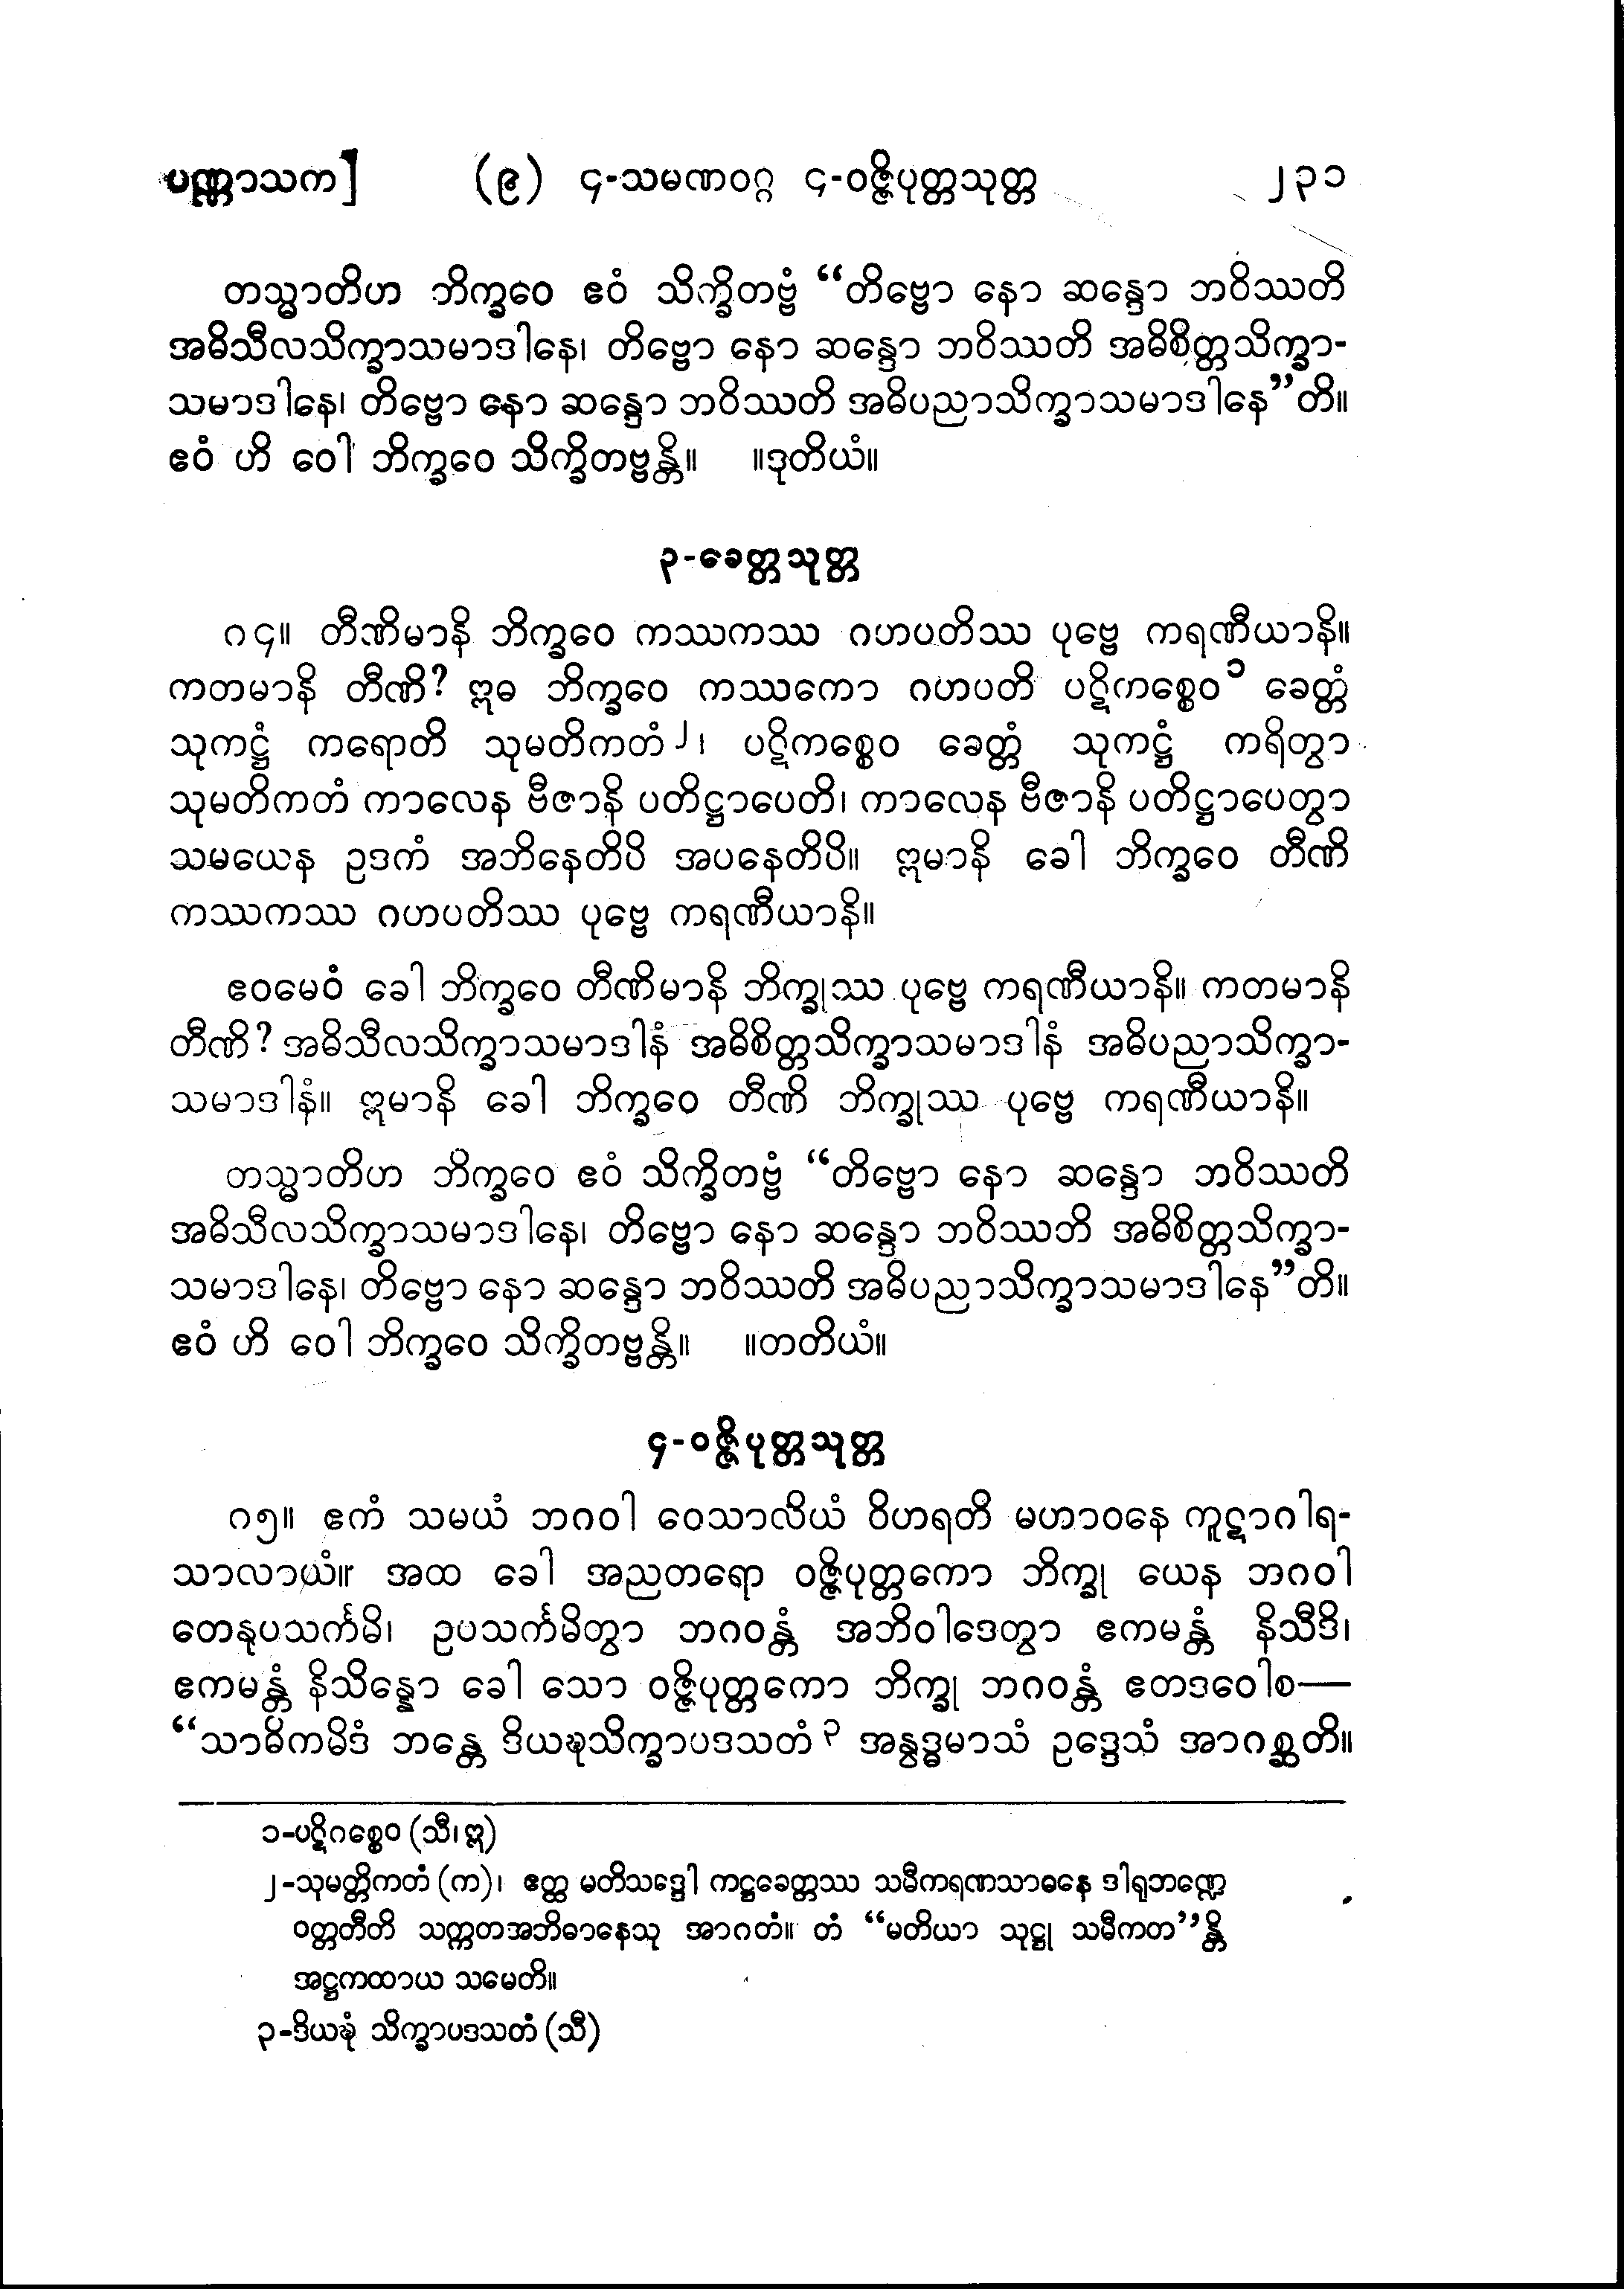 ပဏ္ဏာသက] (၉) ၄-သမဏဝဂ္ဂ ၄-ဝဇ္ဇိပုတ္တသုတ္တ ၂၃၁
တသ္မာတိဟ ဘိက္ခဝေ ဧဝံ သိက္ခိတဗ္ဗံ “တိဗ္ဗော နော ဆန္ဒော ဘဝိဿတိ
အဓိသီလသိက္ခာသမာဒါနေ၊ တိဗ္ဗော နော ဆန္ဒော ဘဝိဿတိ အဓိစိတ္တသိက္ခာ-
သမာဒါနေ၊ တိဗ္ဗော နော ဆန္ဒော ဘဝိဿတိ အဓိပညာသိက္ခာသမာဒါနေ”တိ။
ဧဝံ ဟိ ဝေါ ဘိက္ခဝေ သိက္ခိတဗ္ဗန္တိ။ ။ဒုတိယံ။
၃-ခေတ္တသုတ္တ
၈၄။ တီဏိမာနိ ဘိက္ခဝေ ကဿကဿ ဂဟပတိဿ ပုဗ္ဗေ ကရဏီယာနိ။
ကတမာနိ တီဏိ? ဣဓ ဘိက္ခဝေ ကဿကော ဂဟပတိ ပဋိကစ္စေဝ၁ ခေတ္တံ
သုကဋ္ဌံ ကရောတိ သုမတိကတံ၂၊ ပဋိကစ္စေဝ ခေတ္တံ သုကဋ္ဌံ ကရိတွာ
သုမတိကတံ ကာလေန ဗီဇာနိ ပတိဋ္ဌာပေတိ၊ ကာလေန ဗီဇာနိ ပတိဋ္ဌာပေတွာ
သမယေန ဥဒကံ အဘိနေတိပိ အပနေတိပိ။ ဣမာနိ ခေါ ဘိက္ခဝေ တီဏိ
ကဿကဿ ဂဟပတိဿ ပုဗ္ဗေ ကရဏီယာနိ။
ဧဝမေဝံ ခေါ ဘိက္ခဝေ တီဏိမာနိ ဘိက္ခုဿ ပုဗ္ဗေ ကရဏီယာနိ။ ကတမာနိ
တီဏိ? အဓိသီလသိက္ခာသမာဒါနံ အဓိစိတ္တသိက္ခာသမာဒါနံ အဓိပညာသိက္ခာ-
သမာဒါနံ။ ဣမာနိ ခေါ ဘိက္ခဝေ တီဏိ ဘိက္ခုဿ ပုဗ္ဗေ ကရဏီယာနိ။
တသ္မာတိဟ ဘိက္ခဝေ ဧဝံ သိက္ခိတဗ္ဗံ “တိဗ္ဗော နော ဆန္ဒော ဘဝိဿတိ
အဓိသီလသိက္ခာသမာဒါနေ၊ တိဗ္ဗော နော ဆန္ဒော ဘဝိဿတိ အဓိစိတ္တသိက္ခာ-
သမာဒါနေ၊ တိဗ္ဗော နော ဆန္ဒော ဘဝိဿတိ အဓိပညာသိက္ခာသမာဒါနေ”တိ။
ဧဝံ ဟိ ဝေါ ဘိက္ခဝေ သိက္ခိတဗ္ဗန္တိ။ ။တတိယံ။
၄-ဝဇ္ဇိပုတ္တသုတ္တ
၈၅။ ဧကံ သမယံ ဘဂဝါ ဝေသာလိယံ ဝိဟရတိ မဟာဝနေ ကူဋာဂါရ-
သာလာယံ။ အထ ခေါ အညတရော ဝဇ္ဇိပုတ္တကော ဘိက္ခု ယေန ဘဂဝါ
တေနုပသင်္ကမိ၊ ဥပသင်္ကမိတွာ ဘဂဝန္တံ အဘိဝါဒေတွာ ဧကမန္တံ နိသီဒိ၊
ဧကမန္တံ နိသိန္နော ခေါ သော ဝဇ္ဇိပုတ္တကော ဘိက္ခု ဘဂဝန္တံ ဧတဒဝေါစ—
“သာဓိကမိဒံ ဘန္တေ ဒိယဍ္ဎသိက္ခာပဒသတံ၃ အနွဒ္ဓမာသံ ဥဒ္ဒေသံ အာဂစ္ဆတိ။
၁-ပဋိဂစ္စေဝ (သီ၊ဣ)
၂-သုမတ္တိကတံ (က)၊ ဧတ္ထ မတိသဒ္ဒေါ ကဋ္ဌခေတ္တဿ သမီကရဏသာဓနေ ဒါရုဘဏ္ဍေ
ဝတ္တတီတိ သက္ကတအဘိဓာနေသု အာဂတံ။ တံ “မတိယာ သုဋ္ဌု သမီကတ”န္တိ
အဋ္ဌကထာယ သမေတိ။
၃-ဒိယဍ္ဎံ သိက္ခာပဒသတံ (သီ)